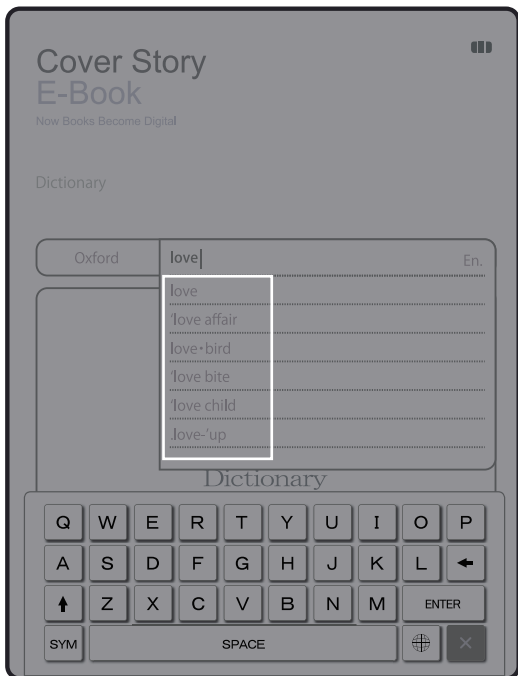 Cover Story
E-Book
Now Books Become Digital
Dictionary
Oxford love En.
love
'love affair
love·bird
'love bite
'love child
,love-'up
Dictionary
Q W E R T Y U I O P
A S D F G H J K L ←
↑ Z X C V B N M ENTER
SYM SPACE ×